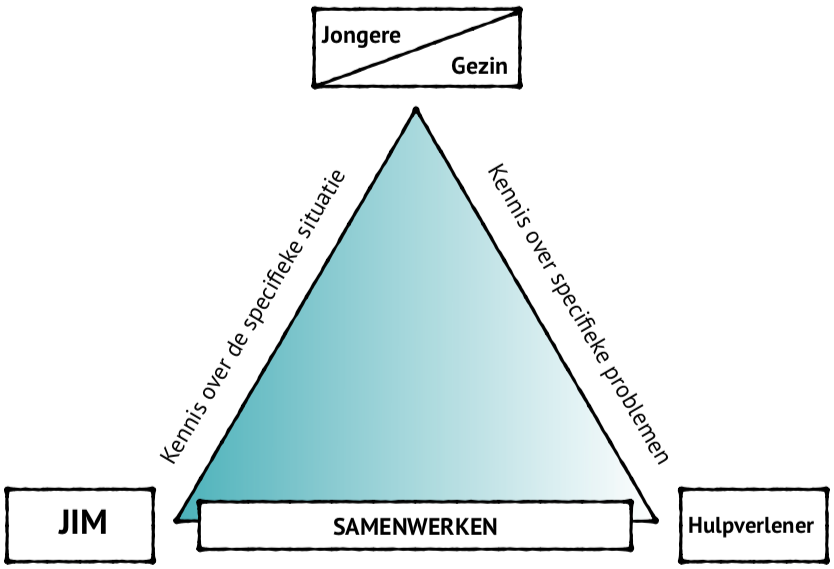 Jongere
Gezin
Kennis over de specifieke situatie
Kennis over specifieke problemen
JIM
SAMENWERKEN
Hulpverlener